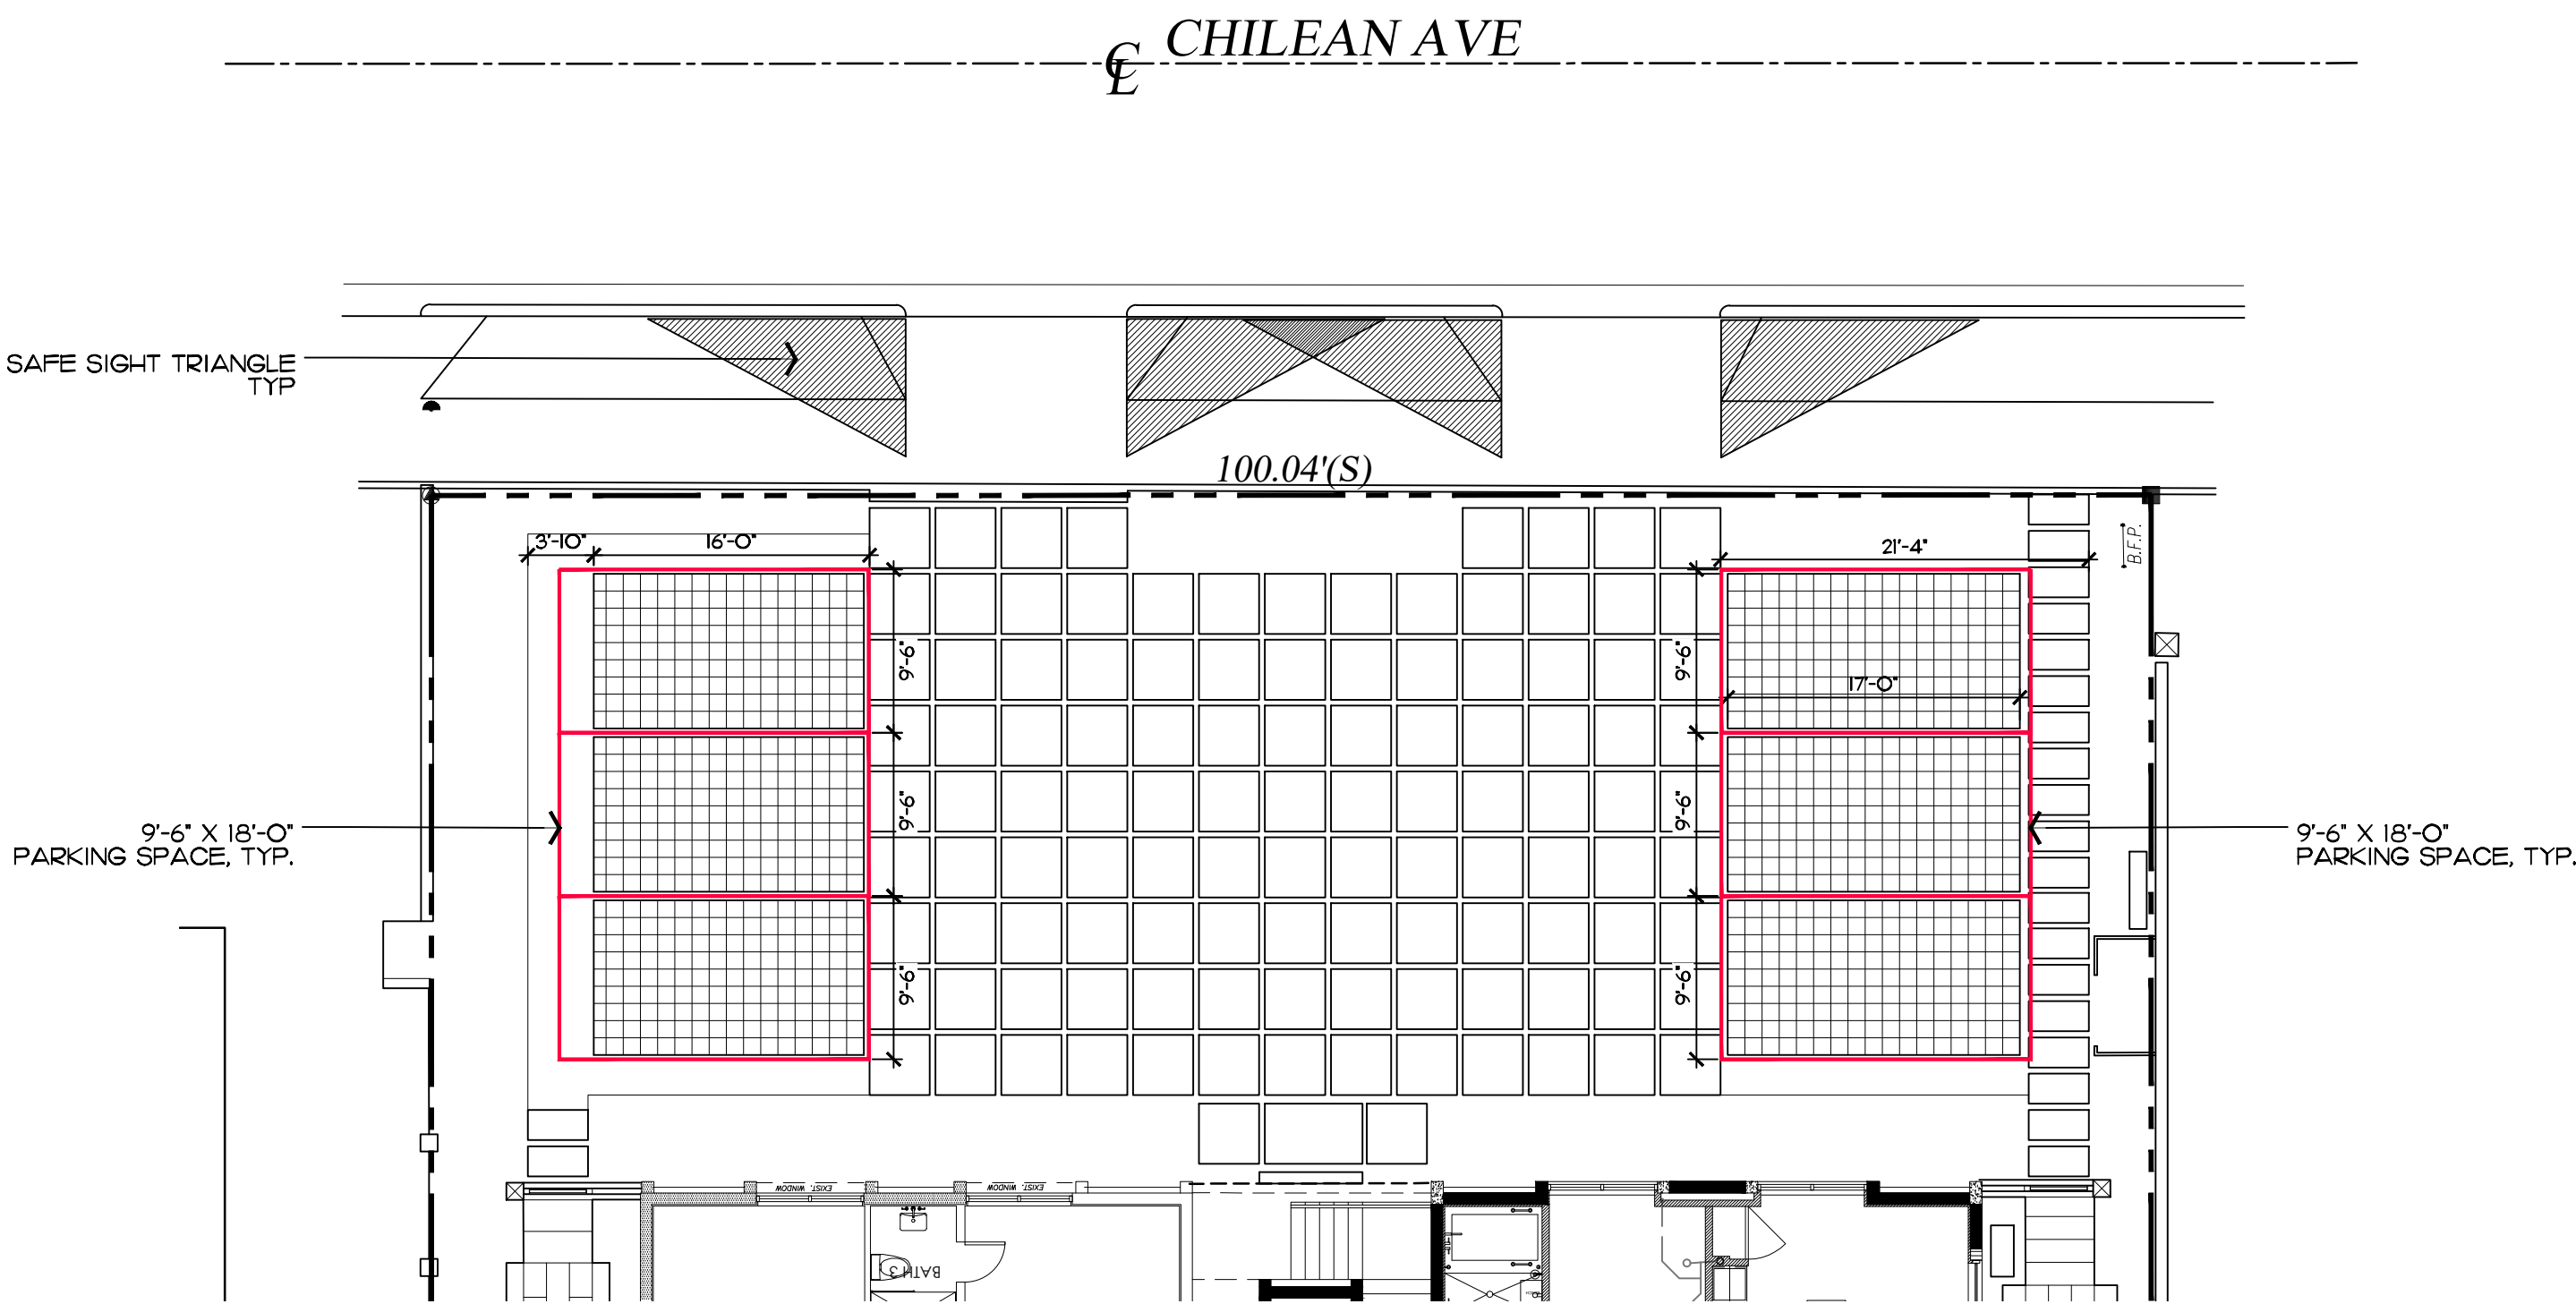 CHILEAN AVE
℄
SAFE SIGHT TRIANGLE
TYP
100.04'(S)
3'-10"
16'-0"
21'-4"
B.F.P.
9'-6"
9'-6"
17'-0"
9'-6"
9'-6"
9'-6" X 18'-0"
PARKING SPACE, TYP.
9'-6" X 18'-0"
PARKING SPACE, TYP.
9'-6"
9'-6"
EXIST. WINDOW
EXIST. WINDOW
BATH 3